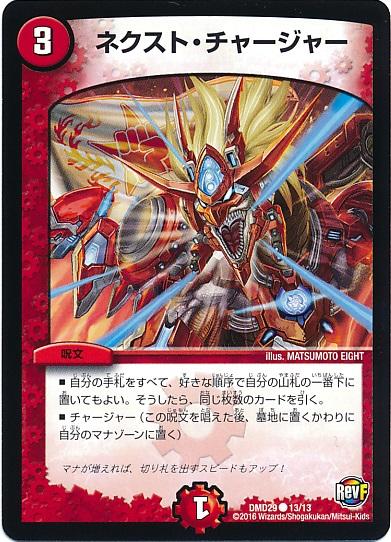 3
ネクスト・チャージャー
illus. MATSUMOTO EIGHT
呪文
■自分の手札をすべて、好きな順序で自分の山札の一番下
に置いてもよい。そうしたら、同じ枚数のカードを引く。
■チャージャー(この呪文を唱えた後、墓地に置くかわりに
自分のマナゾーンに置く)
マナが増えれば、切り札を出すスピードもアップ!
1
DMD29 ● 13/13
©2016 Wizards/Shogakukan/Mitsui-Kids
RevF